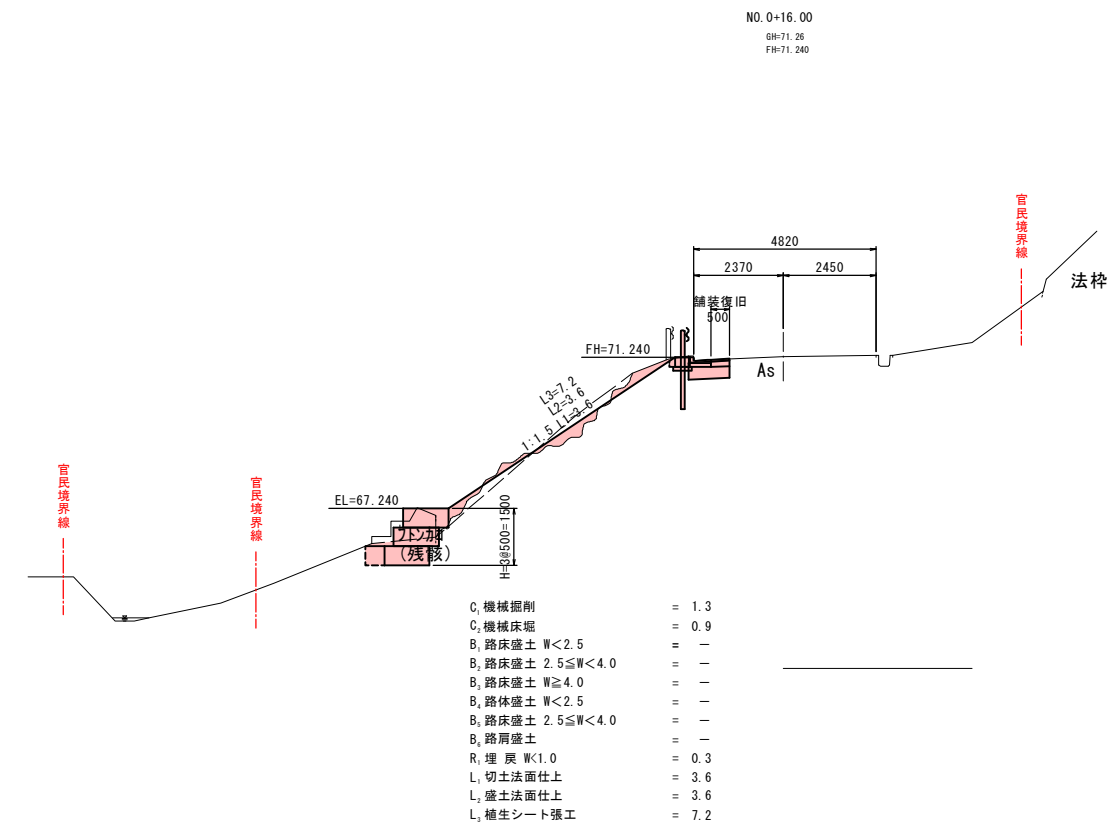 NO.0+16.00
GH=71.26
FH=71.240
官民境界線
4820
2370
2450
法枠
舗装復旧
500
FH=71.240
As
L3=7.2
L2=3.6
1:1.5 L1=3.6
官民境界線
官民境界線
EL=67.240
フトンカゴ
(残骸)
H=3@500=1500
C₁ 機械掘削 = 1.3
C₂ 機械床堀 = 0.9
B₁ 路床盛土 W<2.5 = −
B₂ 路床盛土 2.5≦W<4.0 = −
B₃ 路床盛土 W≧4.0 = −
B₄ 路体盛土 W<2.5 = −
B₅ 路床盛土 2.5≦W<4.0 = −
B₆ 路肩盛土 = −
R₁ 埋 戻 W<1.0 = 0.3
L₁ 切土法面仕上 = 3.6
L₂ 盛土法面仕上 = 3.6
L₃ 植生シート張工 = 7.2